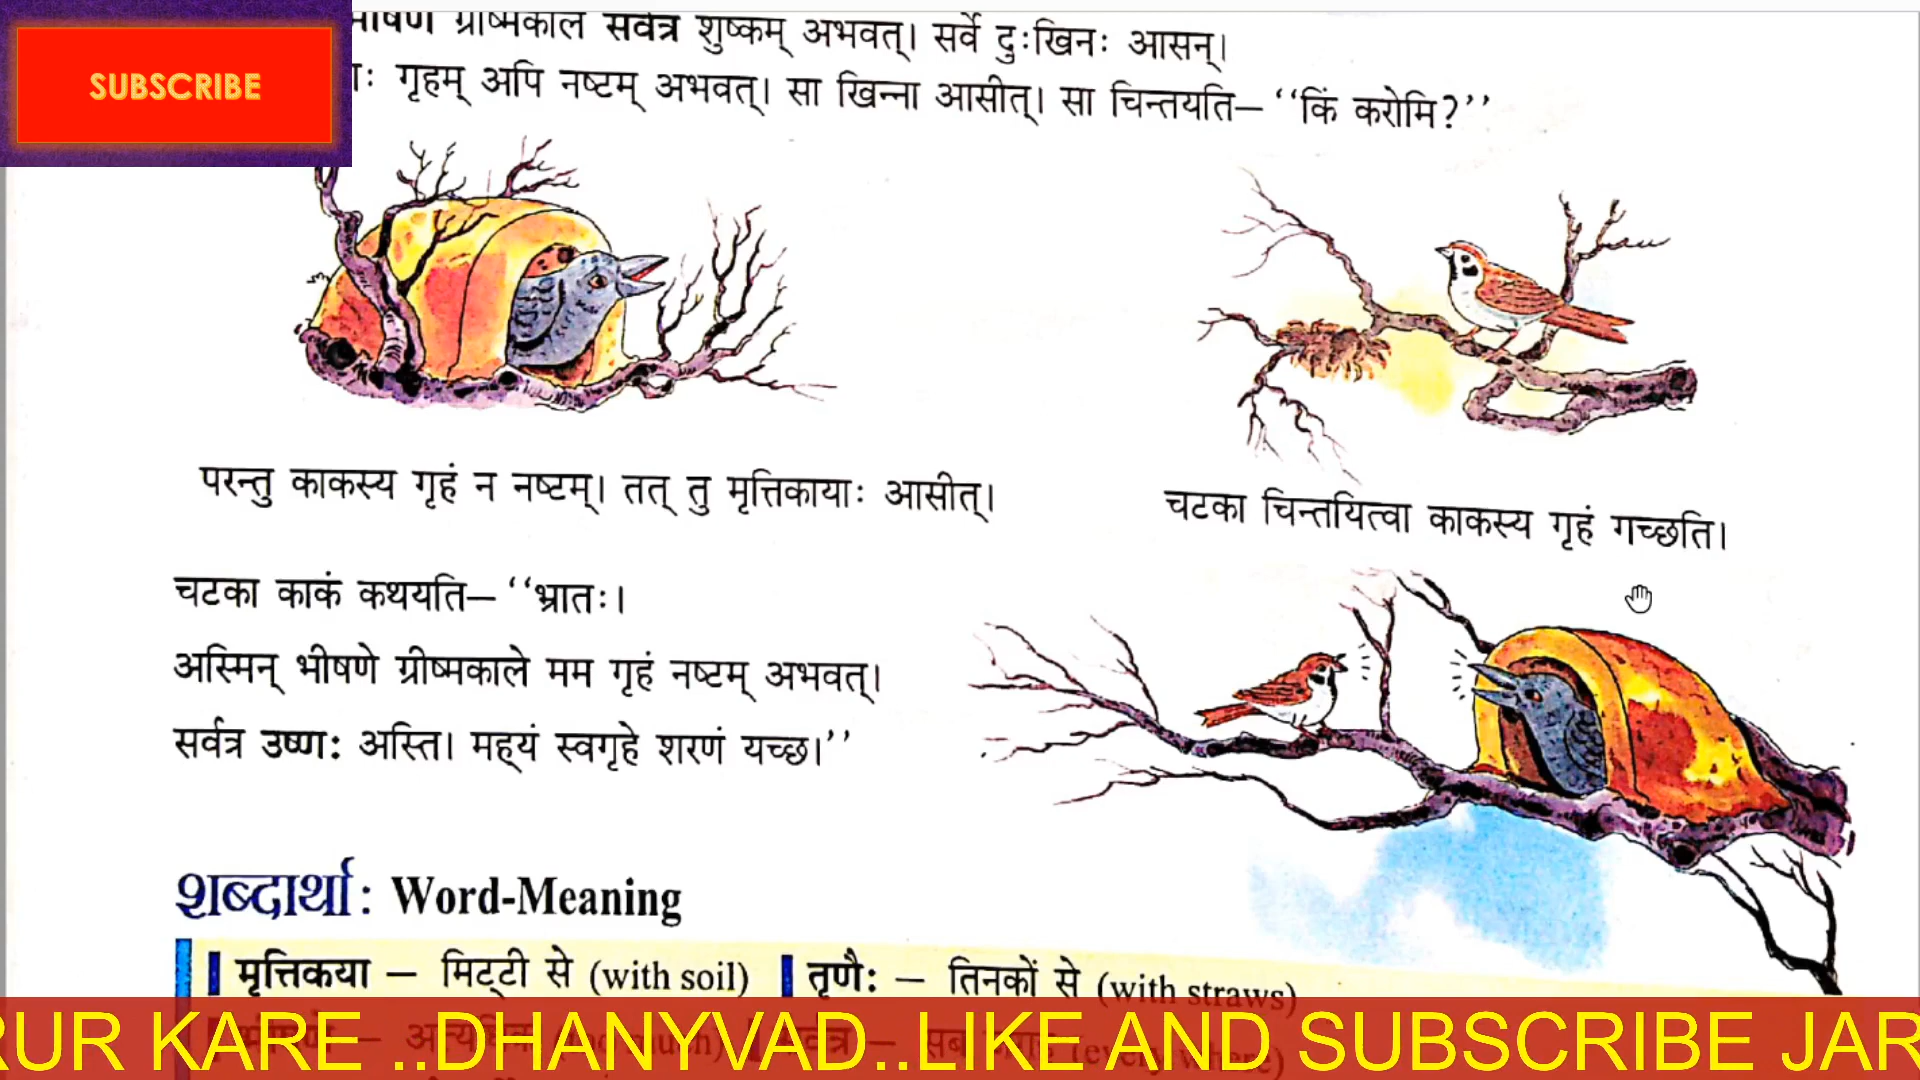 SUBSCRIBE
भीषणे ग्रीष्मकाले सर्वत्र शुष्कम् अभवत्। सर्वे दुःखिनः आसन्।
गृहम् अपि नष्टम् अभवत्। सा खिन्ना आसीत्। सा चिन्तयति— ‘‘किं करोमि?’’
परन्तु काकस्य गृहं न नष्टम्। तत् तु मृत्तिकायाः आसीत्।
चटका चिन्तयित्वा काकस्य गृहं गच्छति।
चटका काकं कथयति— ‘‘भ्रातः।
अस्मिन् भीषणे ग्रीष्मकाले मम गृहं नष्टम् अभवत्।
सर्वत्र उष्णः अस्ति। मह्यं स्वगृहे शरणं यच्छ।’’
शब्दार्थाः Word-Meaning
मृत्तिकया — मिट्टी से (with soil) तृणैः — तिनकों से (with straws)
RUR KARE ..DHANYVAD..LIKE AND SUBSCRIBE JAR